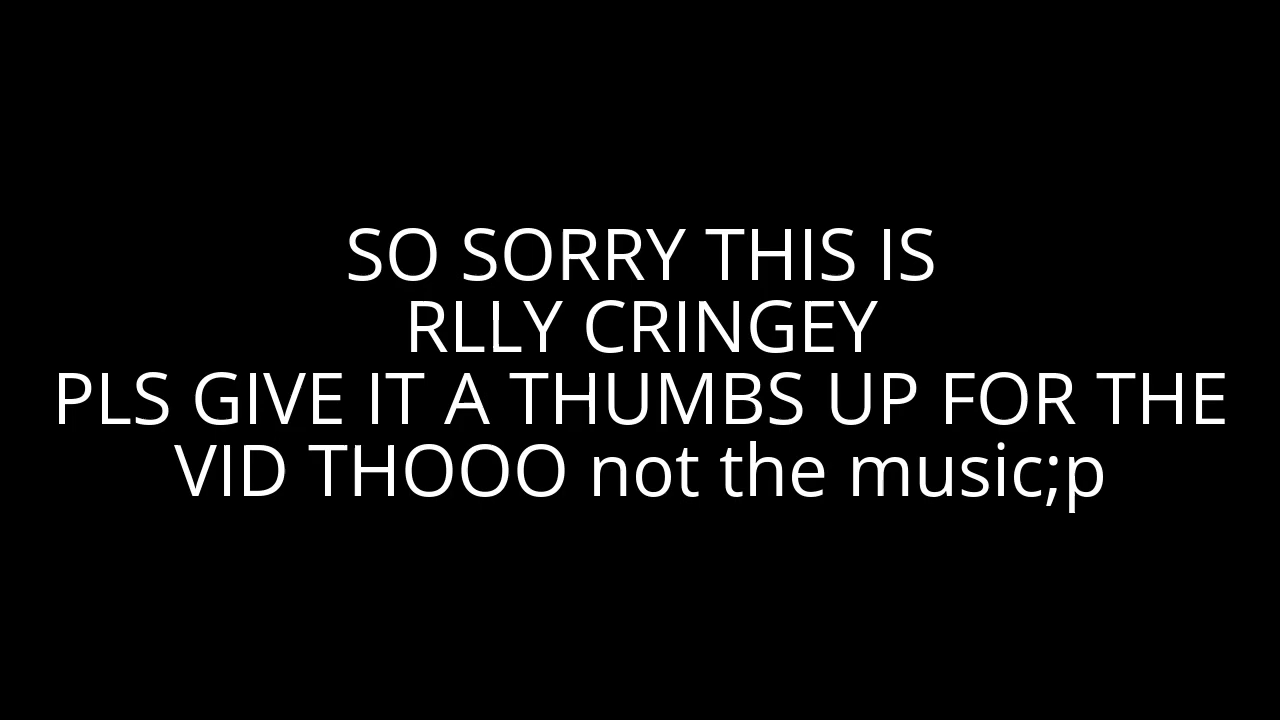 SO SORRY THIS IS
RLLY CRINGEY
PLS GIVE IT A THUMBS UP FOR THE
VID THOOO not the music;p